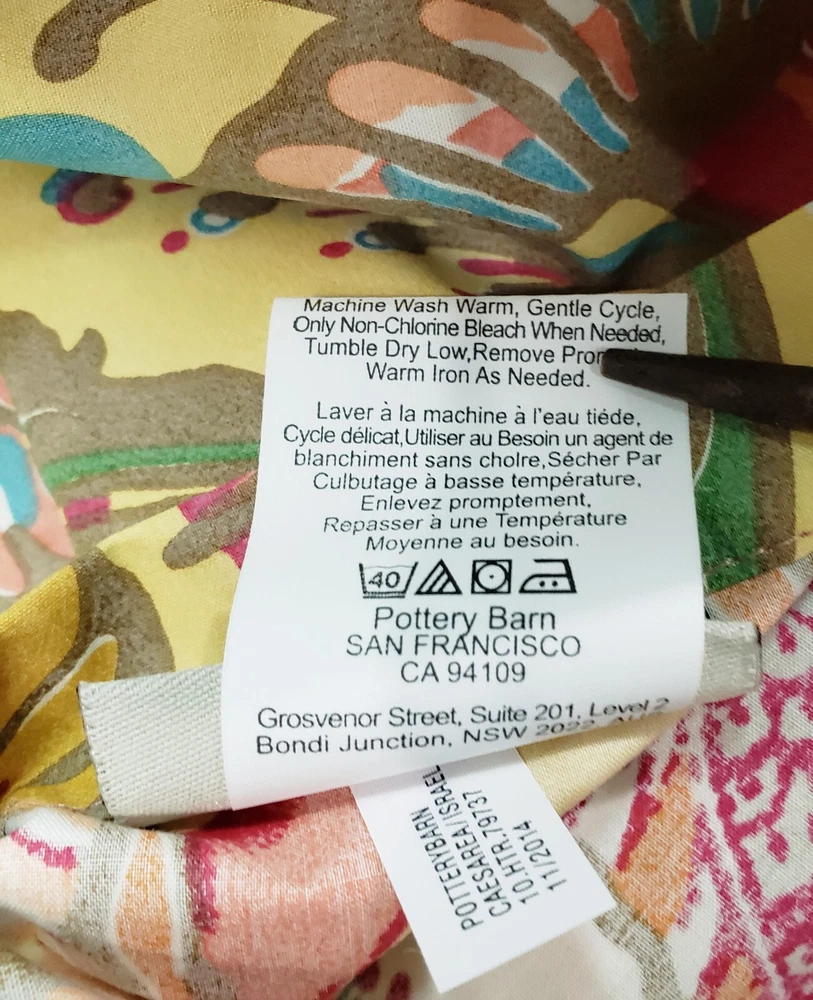 Machine Wash Warm, Gentle Cycle,
Only Non-Chlorine Bleach When Needed,
Tumble Dry Low,Remove
Warm Iron As Needed.
Laver à la machine à l'eau tiéde,
Cycle délicat,Utiliser au Besoin un agent de
blanchiment sans cholre,Sécher Par
Culbutage à basse température,
Enlevez promptement,
Repasser à une Température
Moyenne au besoin.
40
Pottery Barn
SAN FRANCISCO
CA 94109
Grosvenor Street, Suite 201, Level 2
Bondi Junction, NSW 2022,
POTTERYBARN
CAESAREA/ISRAEL
10.HTR.79737
11/2014